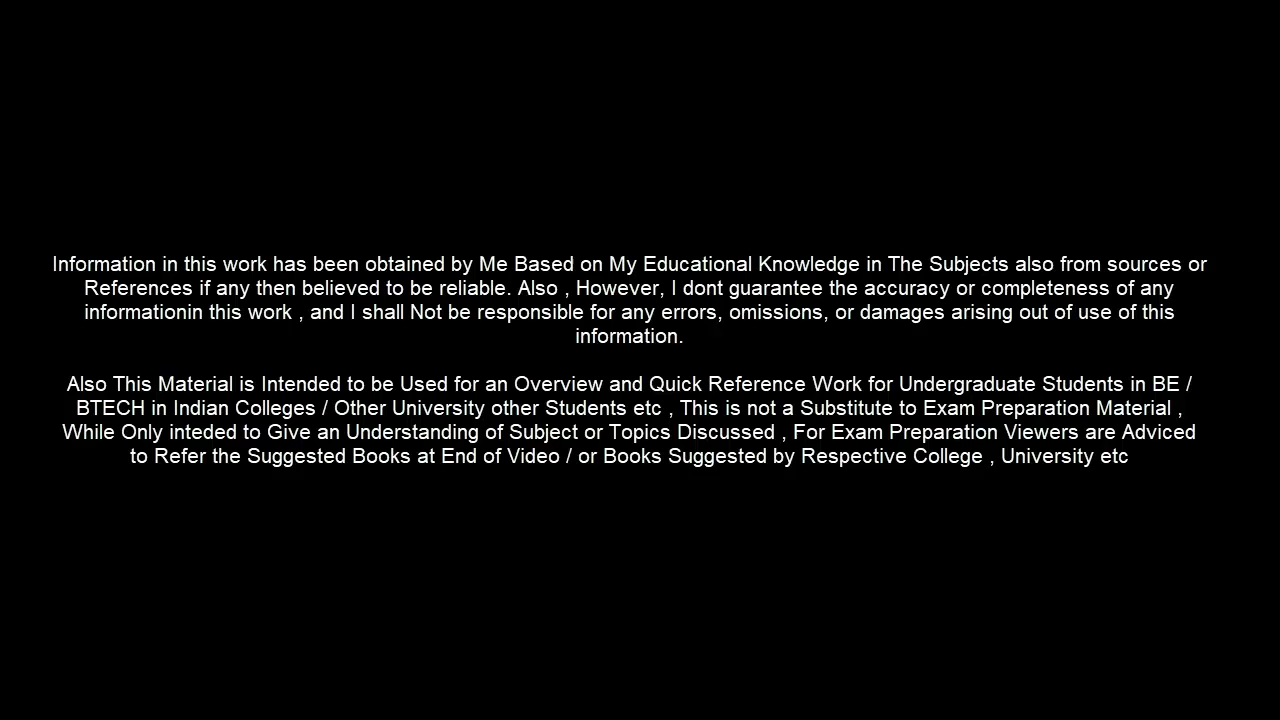 Information in this work has been obtained by Me Based on My Educational Knowledge in The Subjects also from sources or
References if any then believed to be reliable. Also , However, I dont guarantee the accuracy or completeness of any
informationin this work , and I shall Not be responsible for any errors, omissions, or damages arising out of use of this
information.
Also This Material is Intended to be Used for an Overview and Quick Reference Work for Undergraduate Students in BE /
BTECH in Indian Colleges / Other University other Students etc , This is not a Substitute to Exam Preparation Material ,
While Only inteded to Give an Understanding of Subject or Topics Discussed , For Exam Preparation Viewers are Adviced
to Refer the Suggested Books at End of Video / or Books Suggested by Respective College , University etc